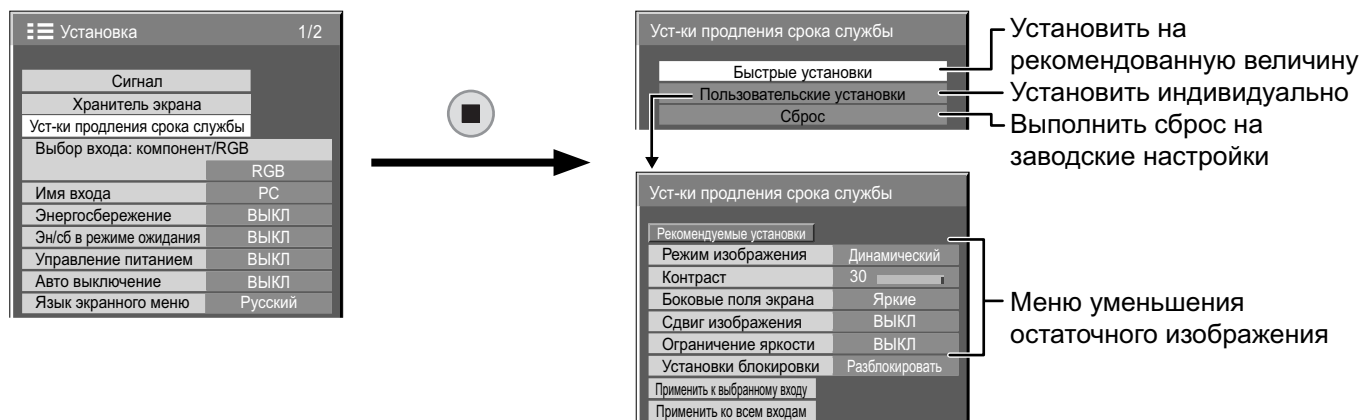 Установка 1/2
Сигнал
Хранитель экрана
Уст-ки продления срока службы
Выбор входа: компонент/RGB
RGB
Имя входа PC
Энергосбережение ВЫКЛ
Эн/сб в режиме ожидания ВЫКЛ
Управление питанием ВЫКЛ
Авто выключение ВЫКЛ
Язык экранного меню Русский
Уст-ки продления срока службы
Быстрые установки
Пользовательские установки
Сброс
Установить на
рекомендованную величину
Установить индивидуально
Выполнить сброс на
заводские настройки
Уст-ки продления срока службы
Рекомендуемые установки
Режим изображения Динамический
Контраст 30
Боковые поля экрана Яркие
Сдвиг изображения ВЫКЛ
Ограничение яркости ВЫКЛ
Установки блокировки Разблокировать
Применить к выбранному входу
Применить ко всем входам
Меню уменьшения
остаточного изображения